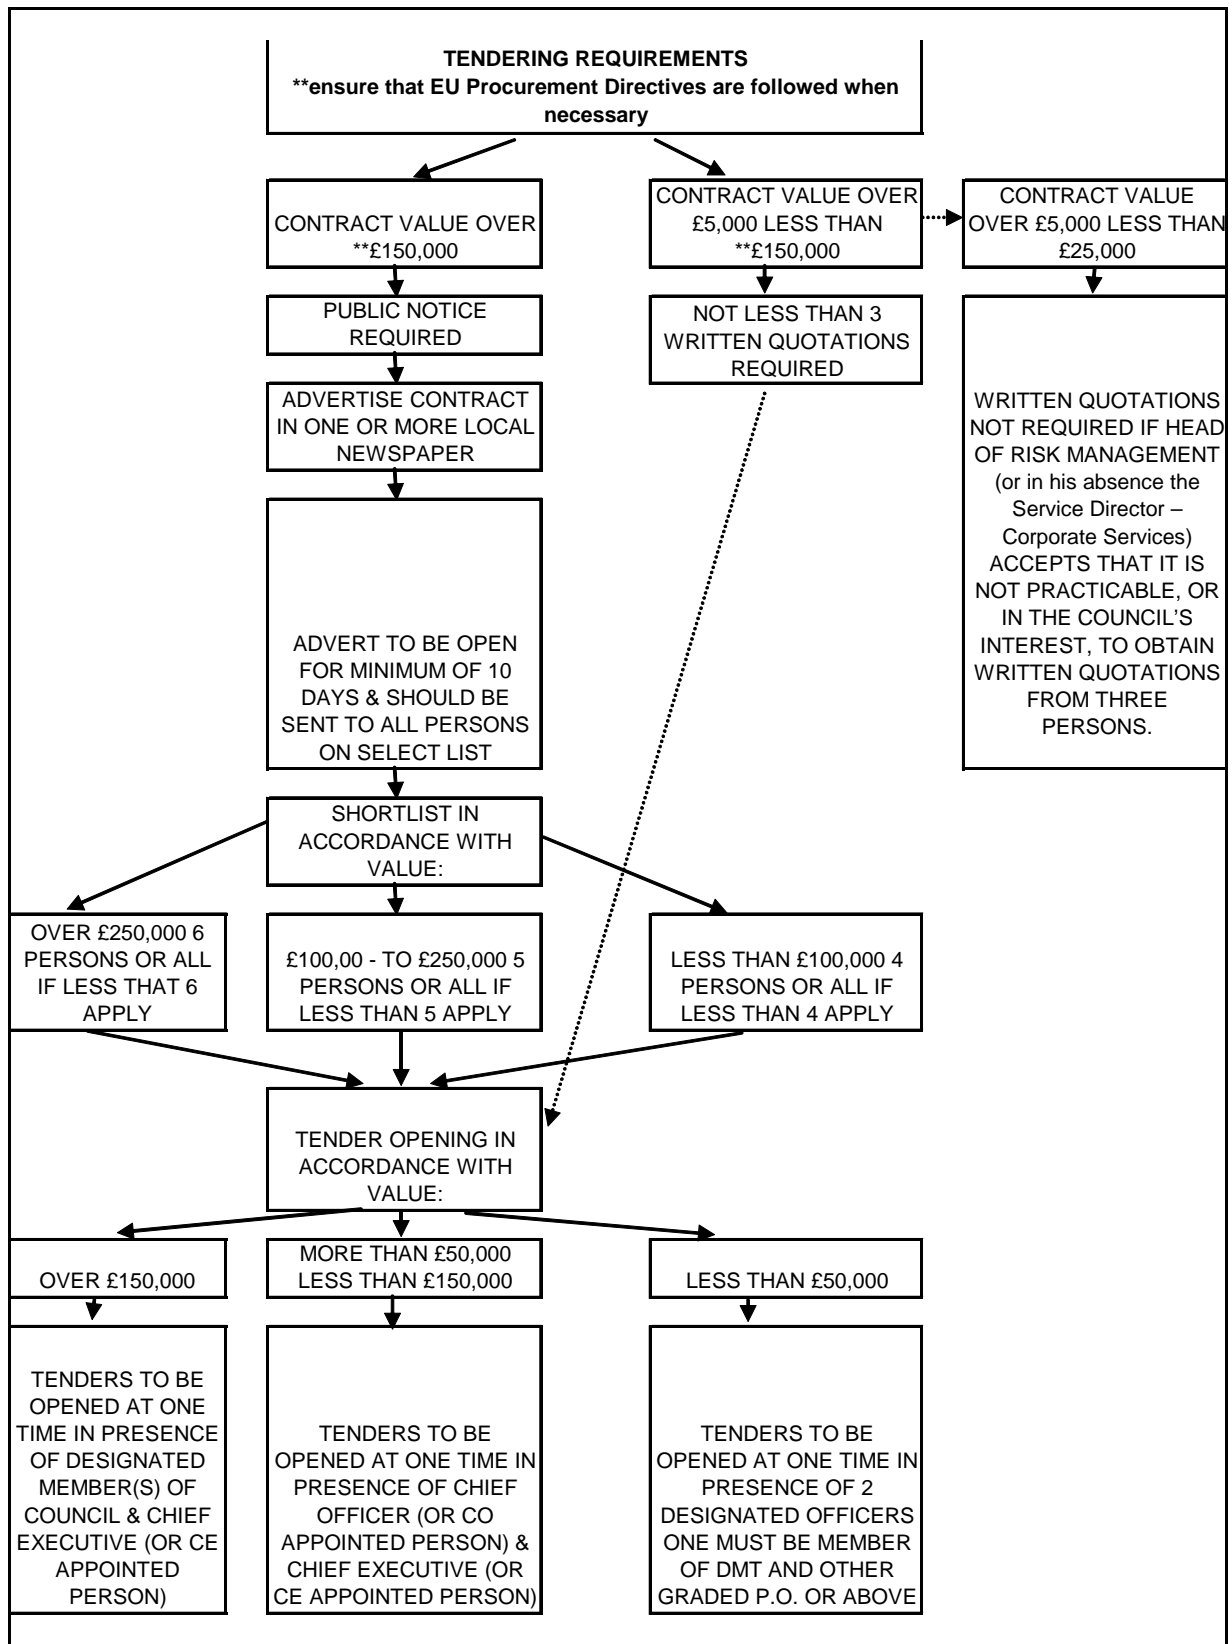 TENDERING REQUIREMENTS
**ensure that EU Procurement Directives are followed when
necessary
CONTRACT VALUE OVER
**£150,000
CONTRACT VALUE OVER
£5,000 LESS THAN
**£150,000
CONTRACT VALUE
OVER £5,000 LESS THAN
£25,000
PUBLIC NOTICE
REQUIRED
NOT LESS THAN 3
WRITTEN QUOTATIONS
REQUIRED
WRITTEN QUOTATIONS
NOT REQUIRED IF HEAD
OF RISK MANAGEMENT
(or in his absence the
Service Director –
Corporate Services)
ACCEPTS THAT IT IS
NOT PRACTICABLE, OR
IN THE COUNCIL’S
INTEREST, TO OBTAIN
WRITTEN QUOTATIONS
FROM THREE
PERSONS.
ADVERTISE CONTRACT
IN ONE OR MORE LOCAL
NEWSPAPER
ADVERT TO BE OPEN
FOR MINIMUM OF 10
DAYS & SHOULD BE
SENT TO ALL PERSONS
ON SELECT LIST
SHORTLIST IN
ACCORDANCE WITH
VALUE:
OVER £250,000 6
PERSONS OR ALL
IF LESS THAT 6
APPLY
£100,00 - TO £250,000 5
PERSONS OR ALL IF
LESS THAN 5 APPLY
LESS THAN £100,000 4
PERSONS OR ALL IF
LESS THAN 4 APPLY
TENDER OPENING IN
ACCORDANCE WITH
VALUE:
OVER £150,000
MORE THAN £50,000
LESS THAN £150,000
LESS THAN £50,000
TENDERS TO BE
OPENED AT ONE
TIME IN PRESENCE
OF DESIGNATED
MEMBER(S) OF
COUNCIL & CHIEF
EXECUTIVE (OR CE
APPOINTED
PERSON)
TENDERS TO BE
OPENED AT ONE TIME IN
PRESENCE OF CHIEF
OFFICER (OR CO
APPOINTED PERSON) &
CHIEF EXECUTIVE (OR
CE APPOINTED PERSON)
TENDERS TO BE
OPENED AT ONE TIME IN
PRESENCE OF 2
DESIGNATED OFFICERS
ONE MUST BE MEMBER
OF DMT AND OTHER
GRADED P.O. OR ABOVE